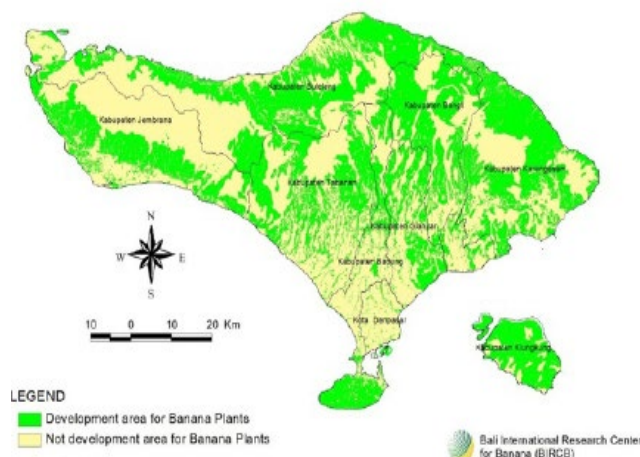 Kabupaten Buleleng
Kabupaten Bangli
Kabupaten Jembrana
Kabupaten Karangasem
Kabupaten Tabanan
Kabupaten Gianyar
Kabupaten Badung
Kota Denpasar
Kabupaten Klungkung
N
W E
S
10 0 10 20 Km
LEGEND
Development area for Banana Plants
Not development area for Banana Plants
Bali International Research Center
for Banana (BIRCB)